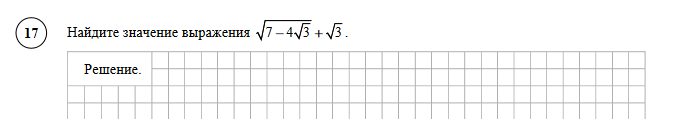 17 Найдите значение выражения √(7 – 4√3) + √3 .
Решение.